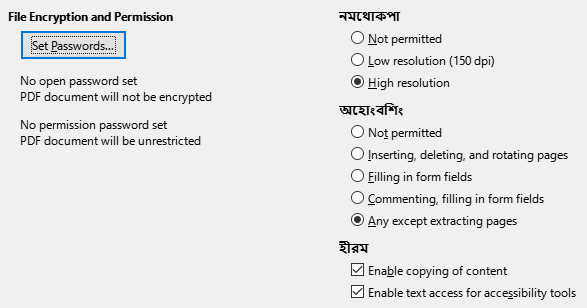 File Encryption and Permission
Set Passwords...
No open password set
PDF document will not be encrypted
No permission password set
PDF document will be unrestricted
নমথোকপা
Not permitted
Low resolution (150 dpi)
High resolution
অহোংবশিং
Not permitted
Inserting, deleting, and rotating pages
Filling in form fields
Commenting, filling in form fields
Any except extracting pages
হীরম
Enable copying of content
Enable text access for accessibility tools